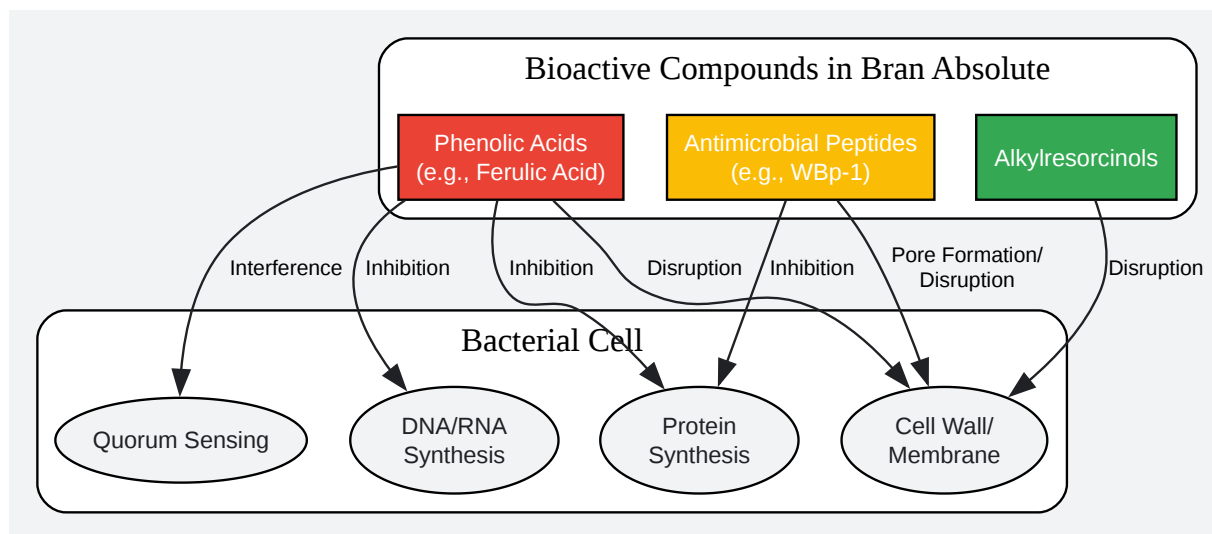 Bioactive Compounds in Bran Absolute
Phenolic Acids
(e.g., Ferulic Acid)
Antimicrobial Peptides
(e.g., WBp-1)
Alkylresorcinols
Interference
Inhibition
Inhibition
Disruption
Inhibition
Pore Formation/
Disruption
Disruption
Bacterial Cell
Quorum Sensing
DNA/RNA
Synthesis
Protein
Synthesis
Cell Wall/
Membrane